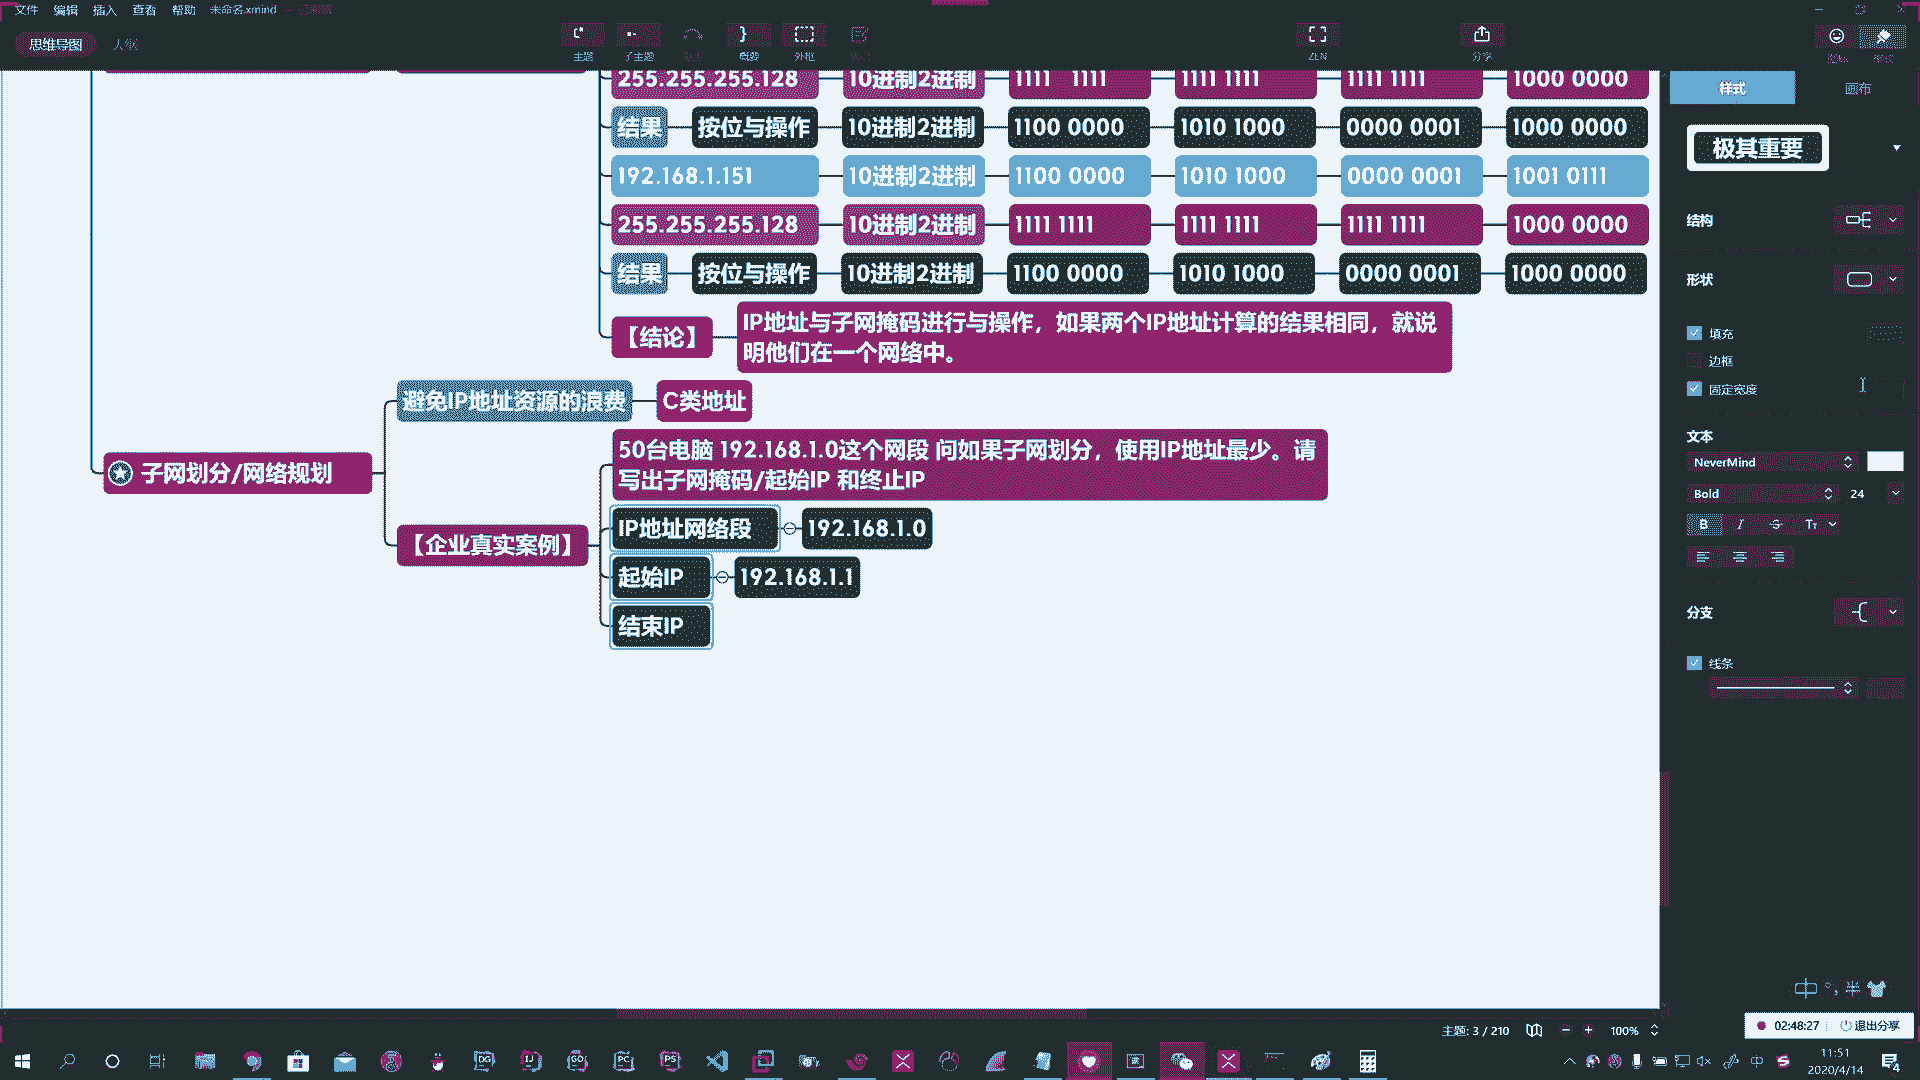 文件 编辑 插入 查看 帮助 未命名.xmind
思维导图 大纲
主题 子主题 概要 外框 ZEN 分享
255.255.255.128 10进制2进制 1111 1111 1111 1111 1111 1111 1000 0000
结果 按位与操作 10进制2进制 1100 0000 1010 1000 0000 0001 1000 0000
192.168.1.151 10进制2进制 1100 0000 1010 1000 0000 0001 1001 0111
255.255.255.128 10进制2进制 1111 1111 1111 1111 1111 1111 1000 0000
结果 按位与操作 10进制2进制 1100 0000 1010 1000 0000 0001 1000 0000
【结论】 IP地址与子网掩码进行与操作，如果两个IP地址计算的结果相同，就说
明他们在一个网络中。
避免IP地址资源的浪费 C类地址
50台电脑 192.168.1.0这个网段 问如果子网划分，使用IP地址最少。请
写出子网掩码/起始IP 和终止IP
子网划分/网络规划
IP地址网络段 192.168.1.0
【企业真实案例】
起始IP 192.168.1.1
结束IP
样式 画布
极其重要
结构
形状
填充
边框
固定宽度
文本
NeverMind
Bold 24
B I S Tт
分支
线条
中 °, 半
主题: 3 / 210 100%
02:48:27 退出分享
DG IJ GO PC PS
中 S
11:51
2020/4/14
4